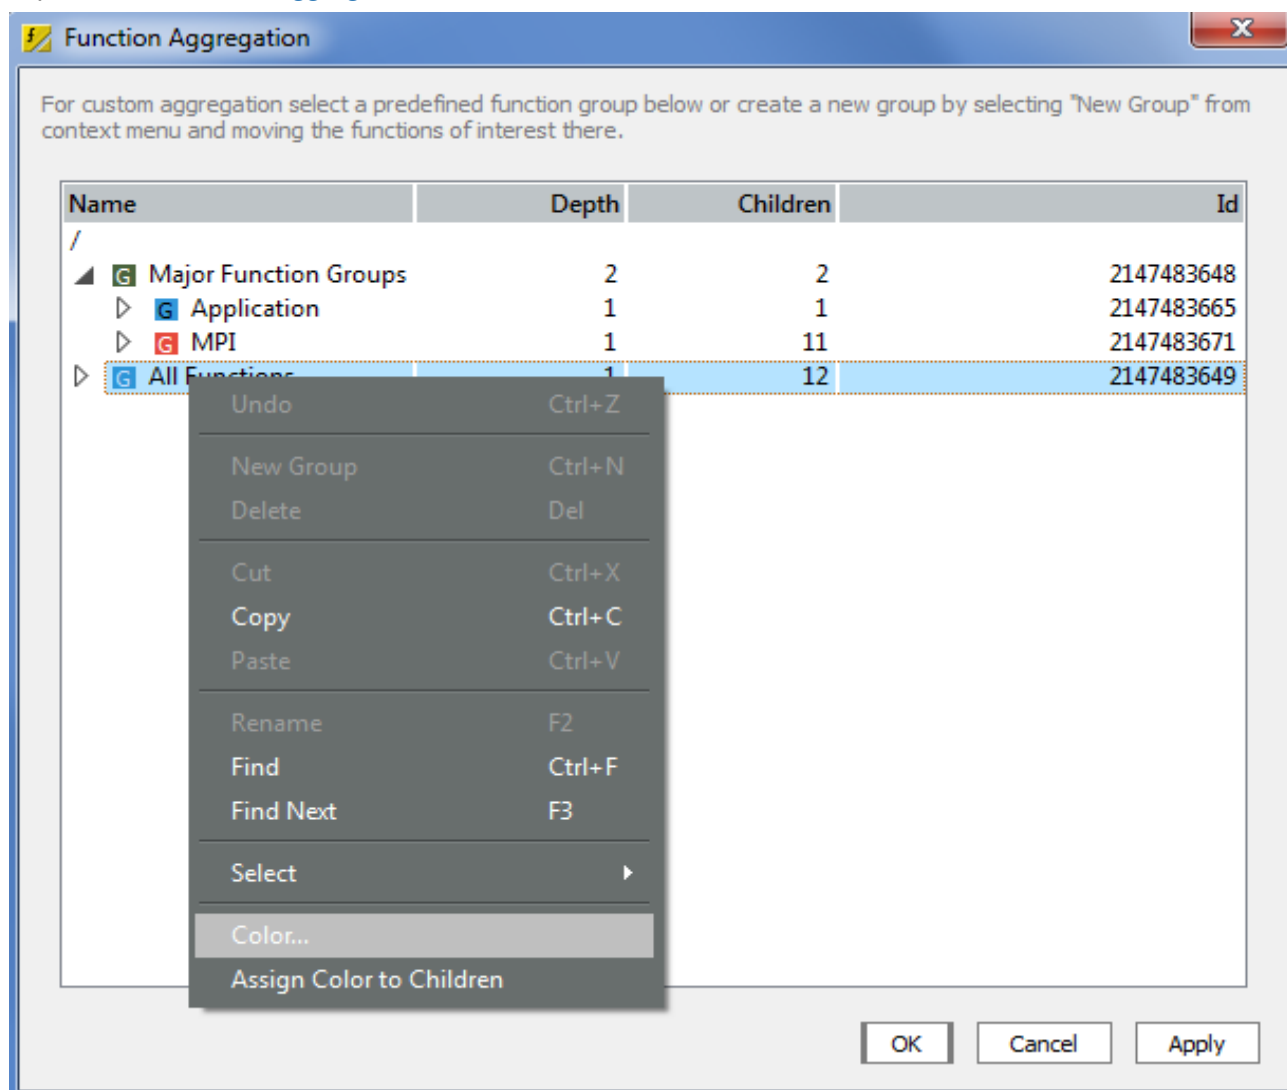 Function Aggregation
For custom aggregation select a predefined function group below or create a new group by selecting "New Group" from
context menu and moving the functions of interest there.
Name Depth Children Id
/
G Major Function Groups 2 2 2147483648
G Application 1 1 2147483665
G MPI 1 11 2147483671
G All Functions 1 12 2147483649
Undo Ctrl+Z
New Group Ctrl+N
Delete Del
Cut Ctrl+X
Copy Ctrl+C
Paste Ctrl+V
Rename F2
Find Ctrl+F
Find Next F3
Select
Color...
Assign Color to Children
OK Cancel Apply